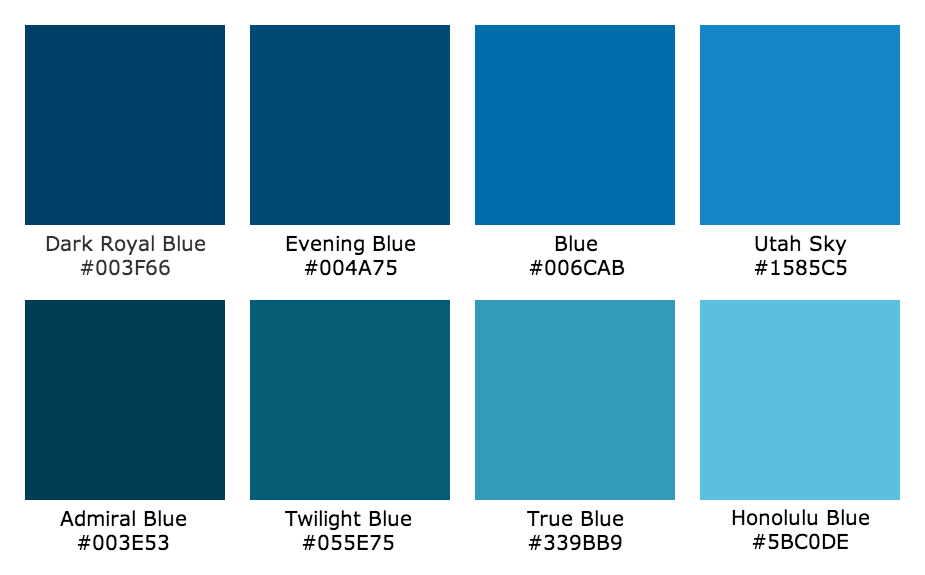 Dark Royal Blue
#003F66
Evening Blue
#004A75
Blue
#006CAB
Utah Sky
#1585C5
Admiral Blue
#003E53
Twilight Blue
#055E75
True Blue
#339BB9
Honolulu Blue
#5BC0DE